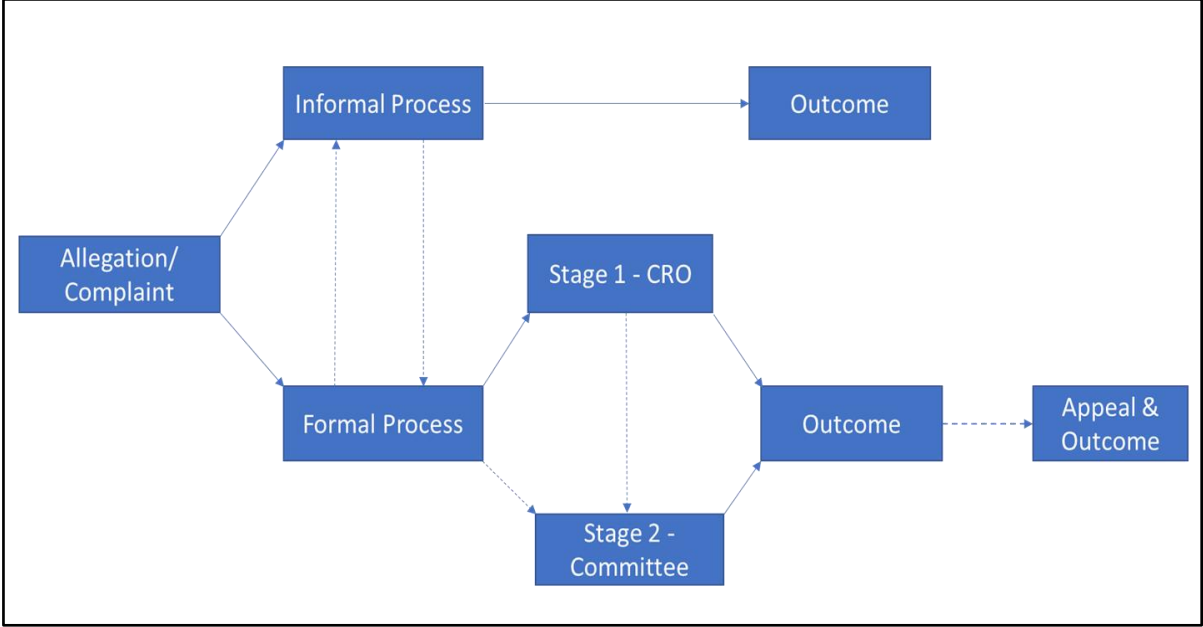 Informal Process
Outcome
Allegation/
Complaint
Stage 1 - CRO
Formal Process
Outcome
Appeal &
Outcome
Stage 2 -
Committee